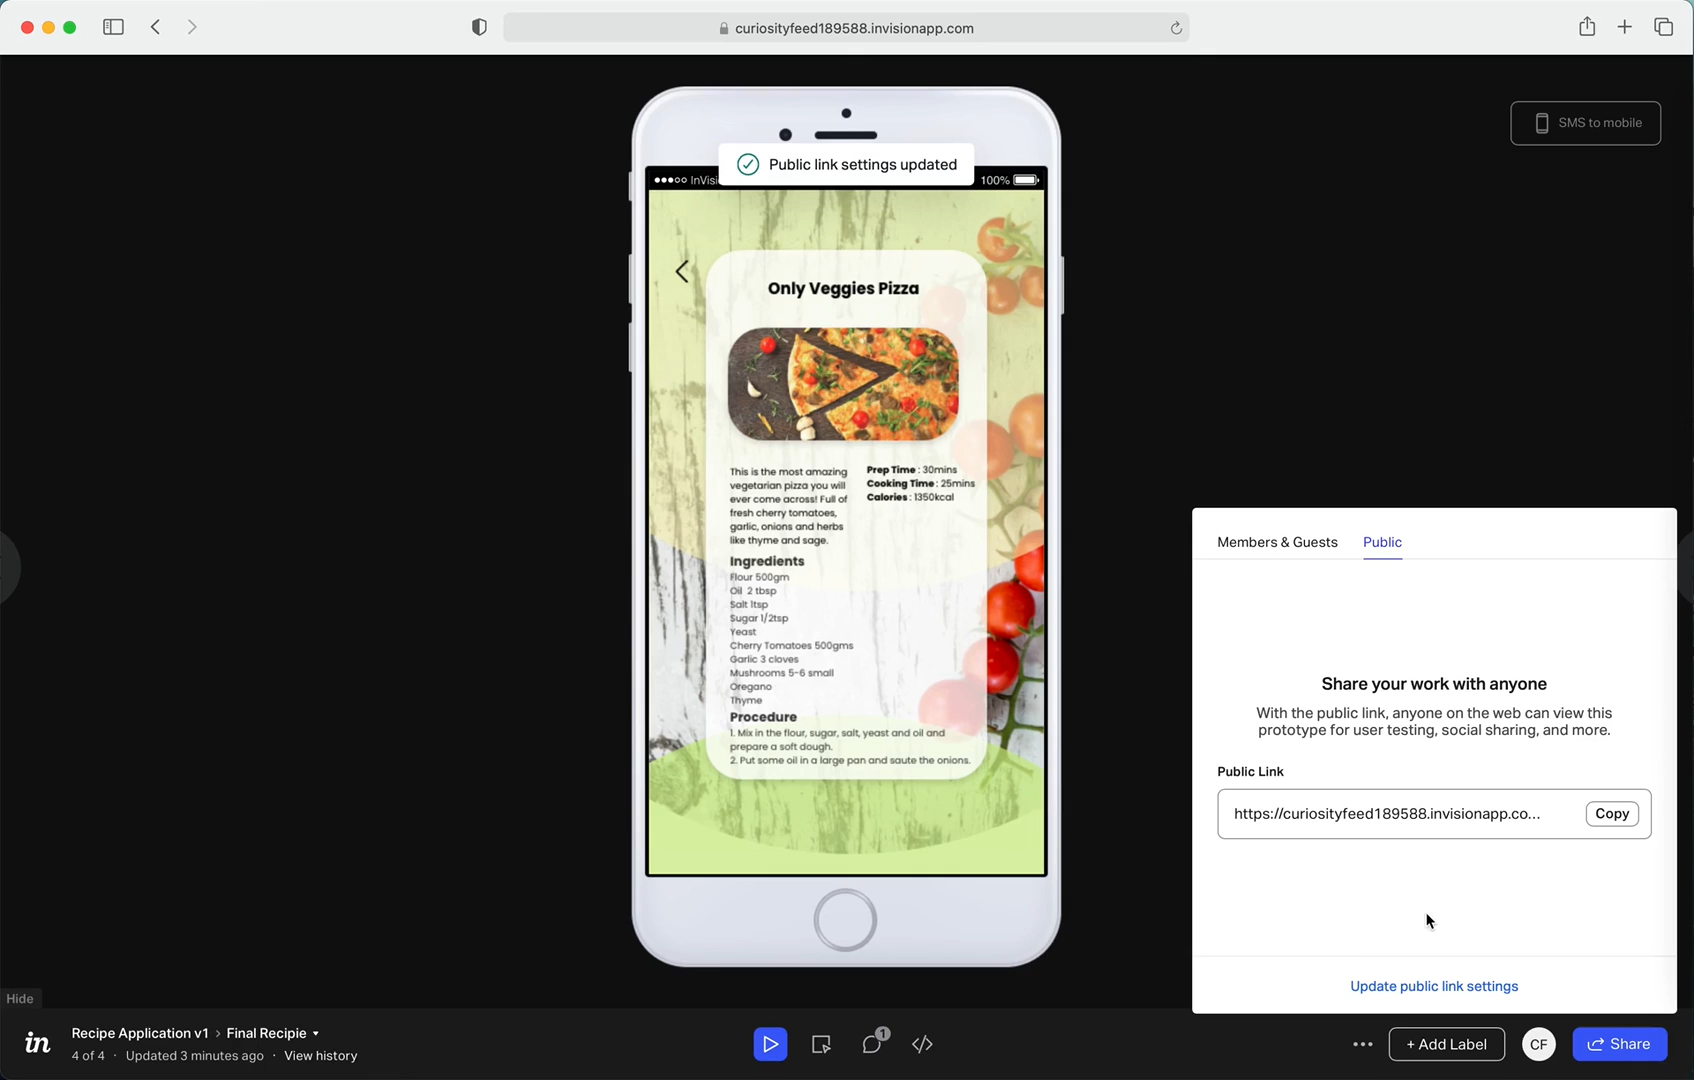 curiosityfeed189588.invisionapp.com
SMS to mobile
Public link settings updated
InVisi
100%
Only Veggies Pizza
This is the most amazing
vegetarian pizza you will
ever come across! Full of
fresh cherry tomatoes,
garlic, onions and herbs
like thyme and sage.
Prep Time : 30mins
Cooking Time : 25mins
Calories : 1350kcal
Ingredients
Flour 500gm
Oil 2 tbsp
Salt 1tsp
Sugar 1/2tsp
Yeast
Cherry Tomatoes 500gms
Garlic 3 cloves
Mushrooms 5-6 small
Oregano
Thyme
Procedure
1. Mix in the flour, sugar, salt, yeast and oil and
prepare a soft dough.
2. Put some oil in a large pan and saute the onions.
Members & Guests
Public
Share your work with anyone
With the public link, anyone on the web can view this
prototype for user testing, social sharing, and more.
Public Link
https://curiosityfeed189588.invisionapp.co...
Copy
Update public link settings
Hide
in
Recipe Application v1 › Final Recipie
4 of 4 · Updated 3 minutes ago · View history
1
+ Add Label
CF
Share